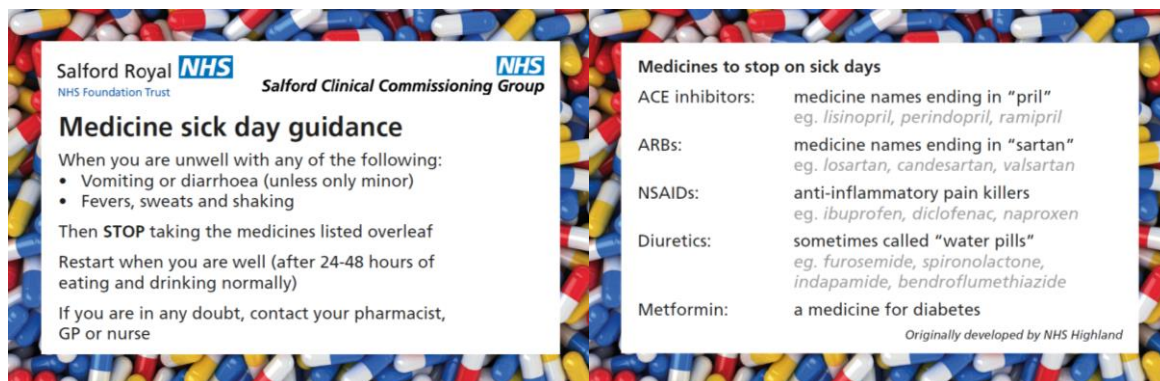 Salford Royal NHS
NHS Foundation Trust
NHS
Salford Clinical Commissioning Group
Medicine sick day guidance
When you are unwell with any of the following:
• Vomiting or diarrhoea (unless only minor)
• Fevers, sweats and shaking
Then STOP taking the medicines listed overleaf
Restart when you are well (after 24-48 hours of
eating and drinking normally)
If you are in any doubt, contact your pharmacist,
GP or nurse
Medicines to stop on sick days
ACE inhibitors: medicine names ending in “pril”
eg. lisinopril, perindopril, ramipril
ARBs: medicine names ending in “sartan”
eg. losartan, candesartan, valsartan
NSAIDs: anti-inflammatory pain killers
eg. ibuprofen, diclofenac, naproxen
Diuretics: sometimes called “water pills”
eg. furosemide, spironolactone,
indapamide, bendroflumethiazide
Metformin: a medicine for diabetes
Originally developed by NHS Highland